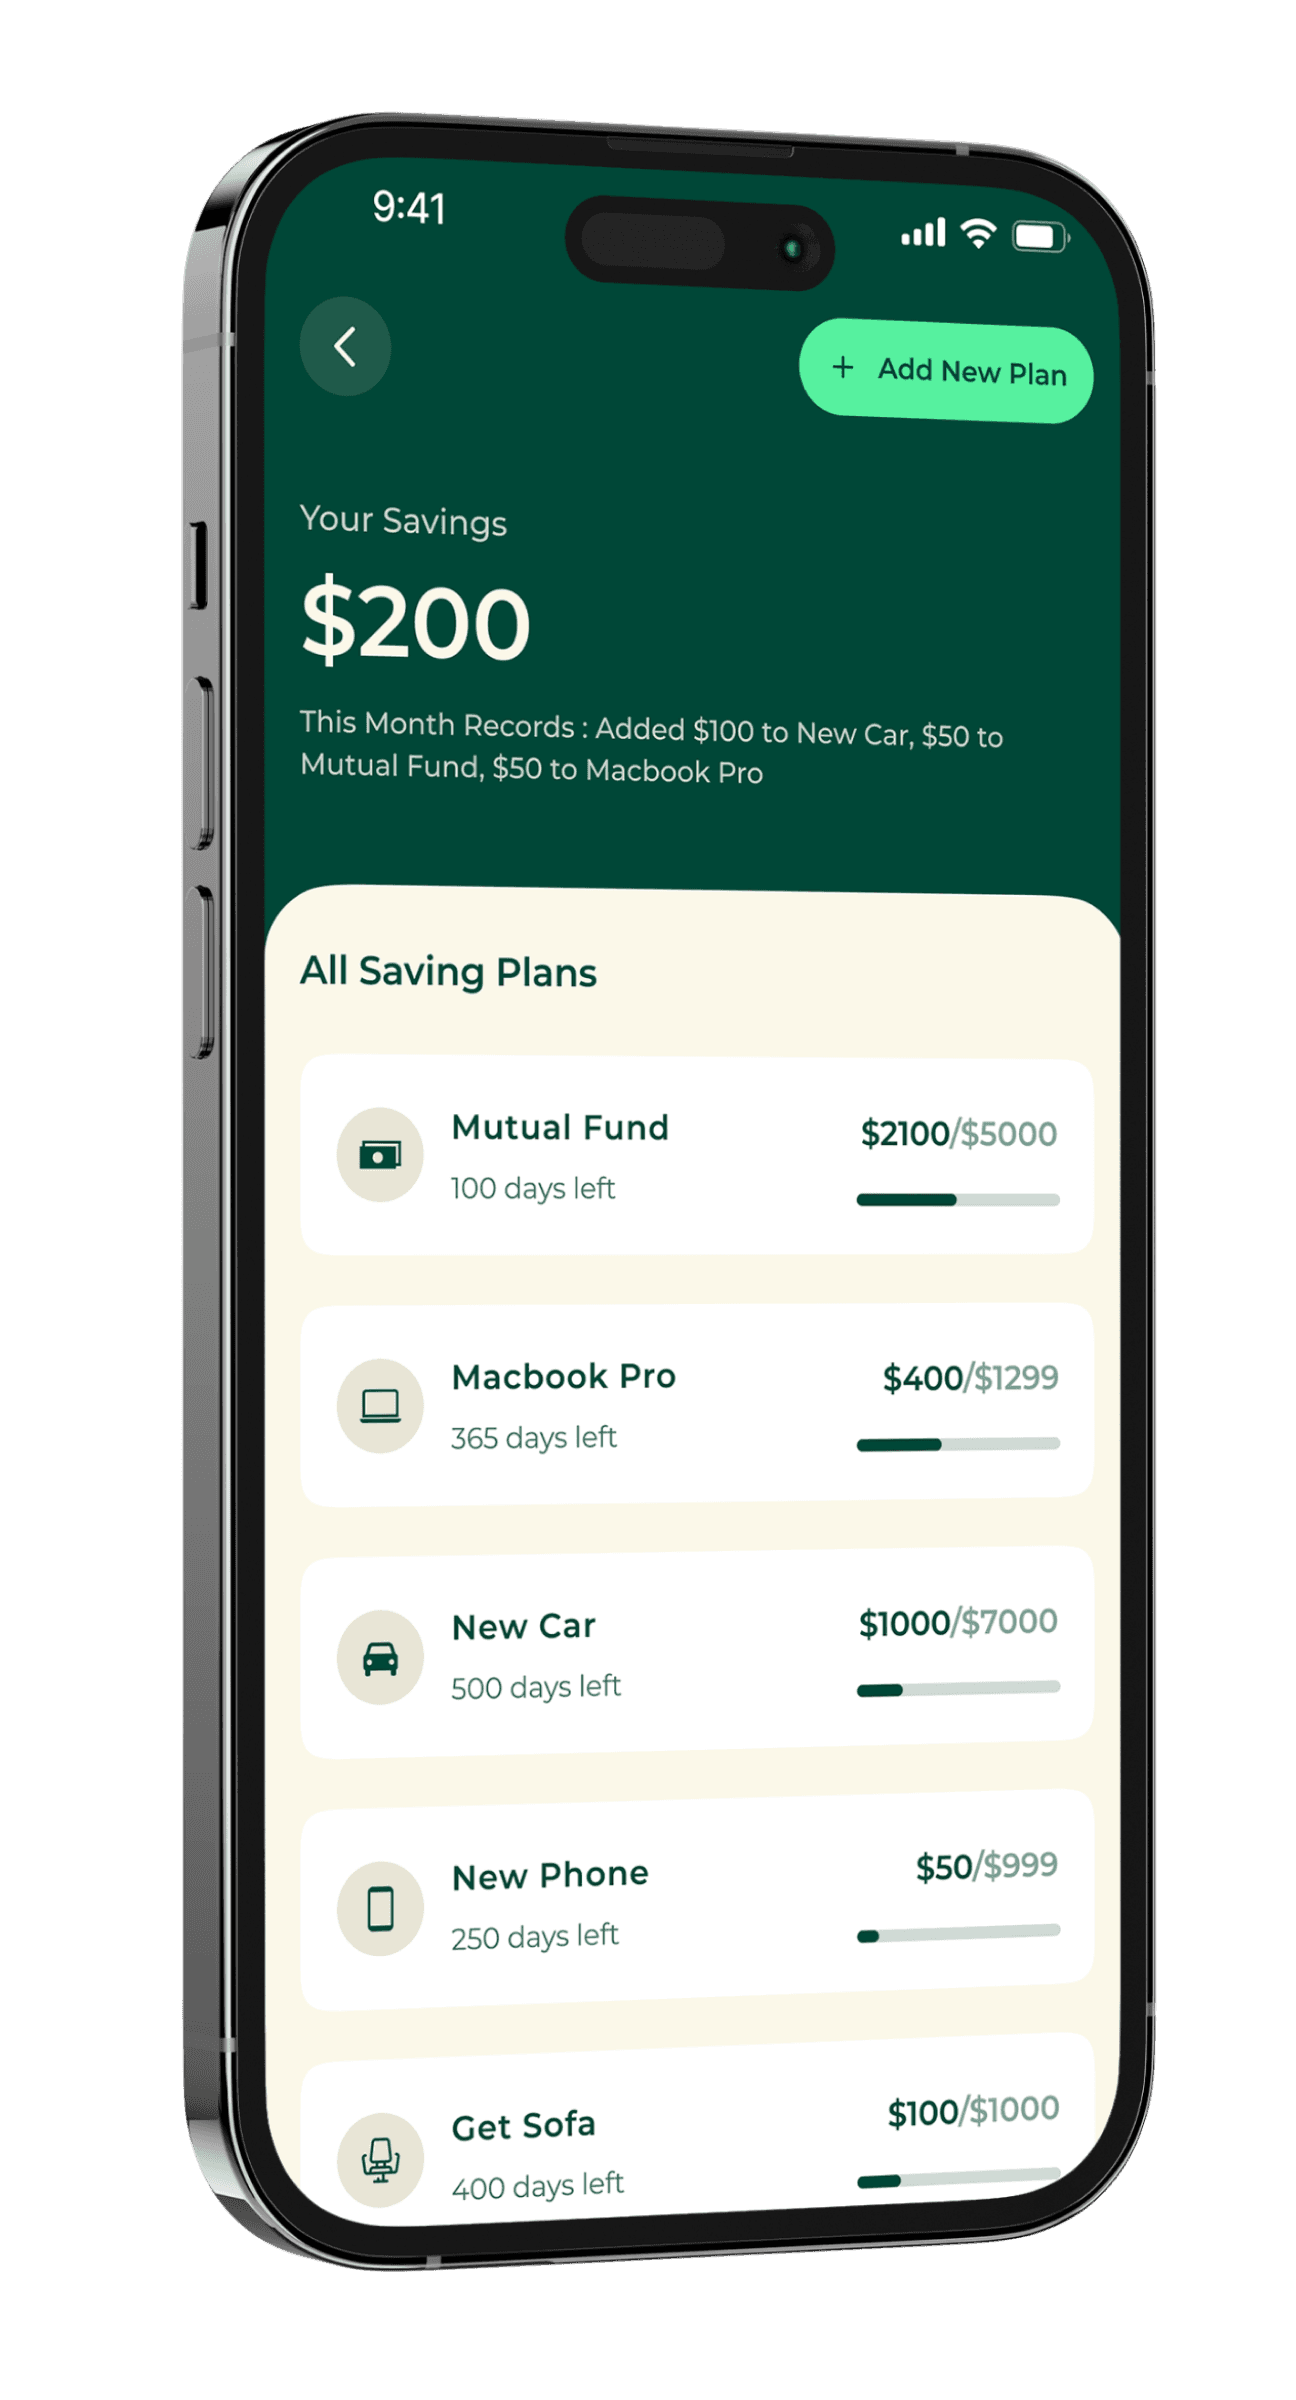 9:41
+ Add New Plan
Your Savings
$200
This Month Records : Added $100 to New Car, $50 to
Mutual Fund, $50 to Macbook Pro
All Saving Plans
Mutual Fund
$2100/$5000
100 days left
Macbook Pro
$400/$1299
365 days left
New Car
$1000/$7000
500 days left
New Phone
$50/$999
250 days left
Get Sofa
$100/$1000
400 days left